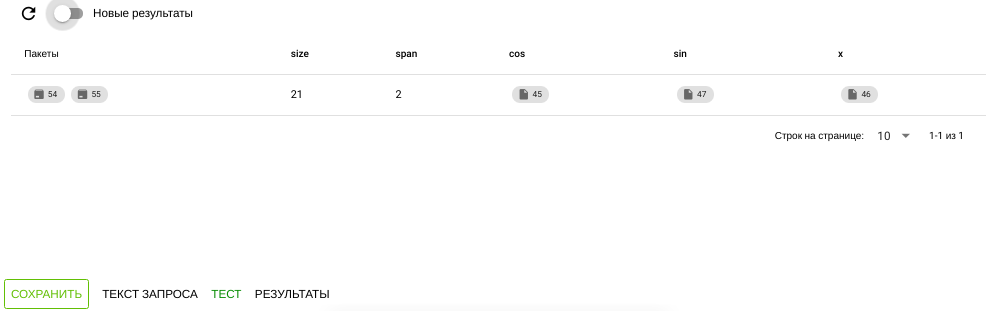 Новые результаты
Пакеты size span cos sin x
54 55 21 2 45 47 46
Строк на странице: 10 1-1 из 1
СОХРАНИТЬ ТЕКСТ ЗАПРОСА ТЕСТ РЕЗУЛЬТАТЫ